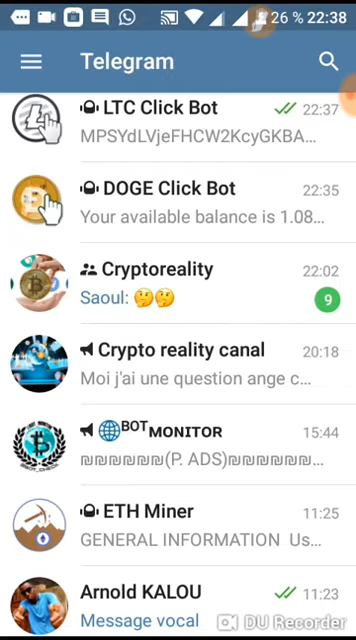 26 % 22:38
Telegram
LTC Click Bot 22:37
MPSYdLVjeFHCW2KcyGKBA...
DOGE Click Bot 22:35
Your available balance is 1.08...
Cryptoreality 22:02
Saoul: 🤔🤔 9
Crypto reality canal 20:18
Moi j'ai une question ange c...
🌐ᴮᴼᵀᴍᴏɴɪᴛᴏʀ 15:44
₪₪₪₪₪₪(P. ADS)₪₪₪₪₪₪...
ETH Miner 11:25
GENERAL INFORMATION Us...
Arnold KALOU 11:23
Message vocal
DU Recorder